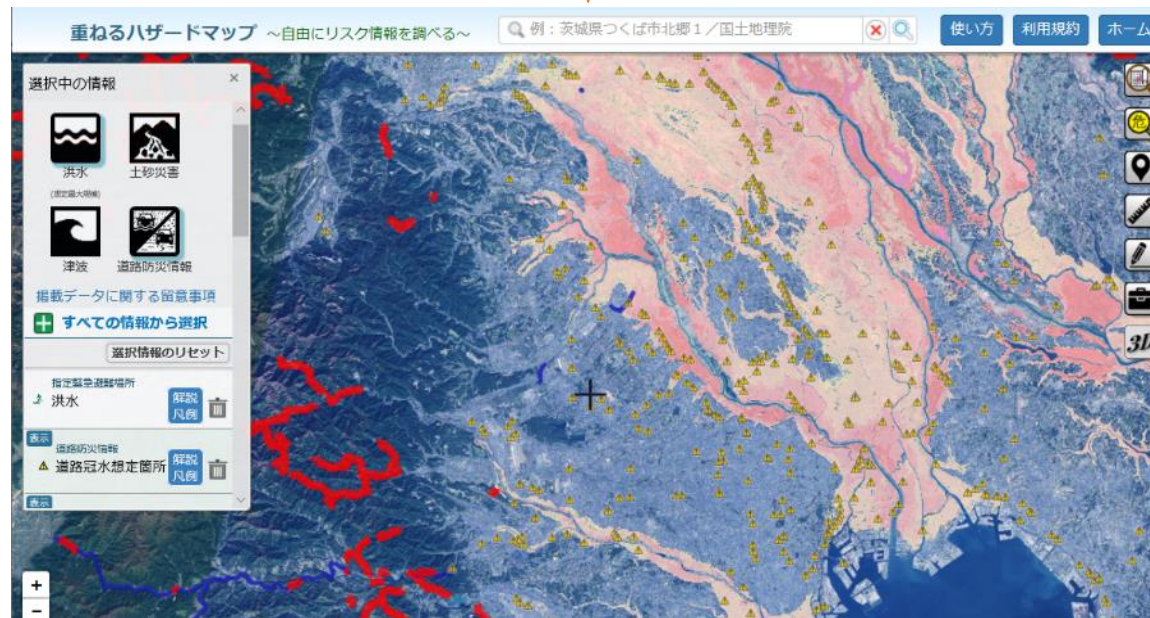 重ねるハザードマップ ～自由にリスク情報を調べる～
例：茨城県つくば市北郷１／国土地理院
使い方
利用規約
ホーム
選択中の情報
×
洪水
土砂災害
(想定最大規模)
津波
道路防災情報
掲載データに関する留意事項
すべての情報から選択
選択情報のリセット
指定緊急避難場所
洪水
解説
凡例
表示
道路防災情報
道路冠水想定箇所
解説
凡例
表示
危
3D
+
−